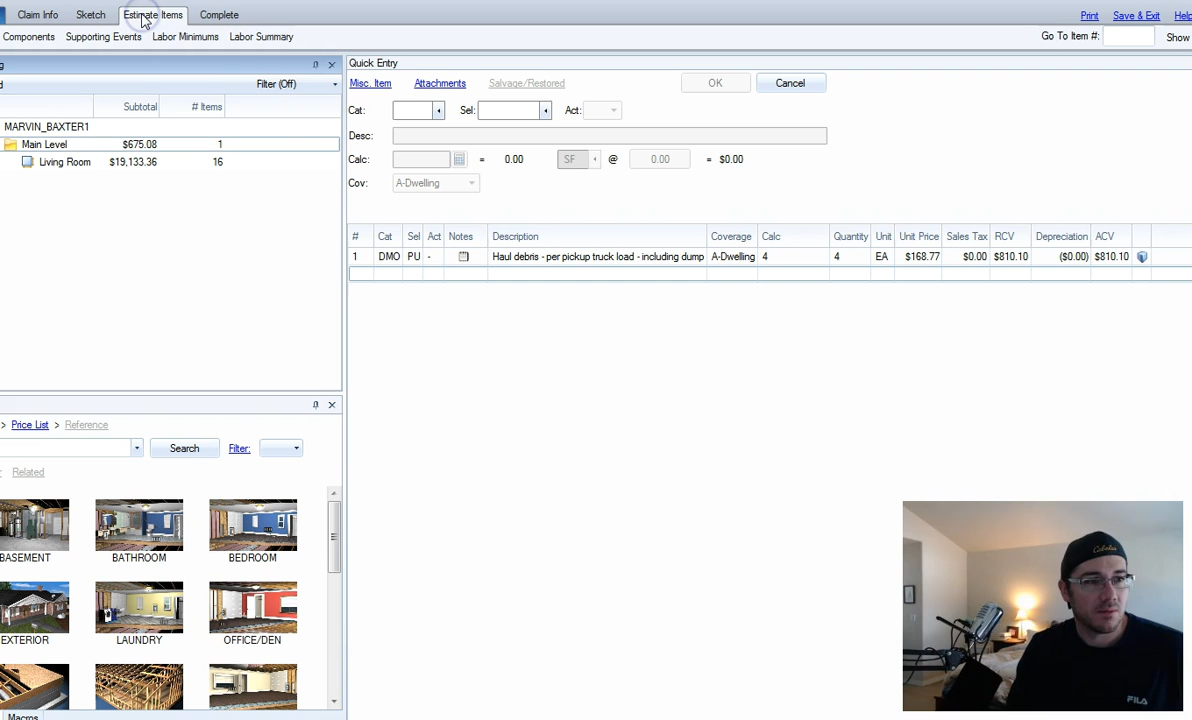 Claim Info Sketch Estimate Items Complete
Print Save & Exit Help
Components Supporting Events Labor Minimums Labor Summary
Go To Item #: Show
Quick Entry
Filter (Off)
Misc. Item Attachments Salvage/Restored OK Cancel
Subtotal # Items
Cat: Sel: Act:
MARVIN_BAXTER1
Desc:
Main Level $675.08 1
Living Room $19,133.36 16
Calc: = 0.00 SF @ 0.00 = $0.00
Cov: A-Dwelling
# Cat Sel Act Notes Description Coverage Calc Quantity Unit Unit Price Sales Tax RCV Depreciation ACV
1 DMO PU - Haul debris - per pickup truck load - including dump A-Dwelling 4 4 EA $168.77 $0.00 $810.10 ($0.00) $810.10
> Price List > Reference
Search Filter:
Related
BASEMENT BATHROOM BEDROOM
EXTERIOR LAUNDRY OFFICE/DEN
Macros
Cabelas
FILA